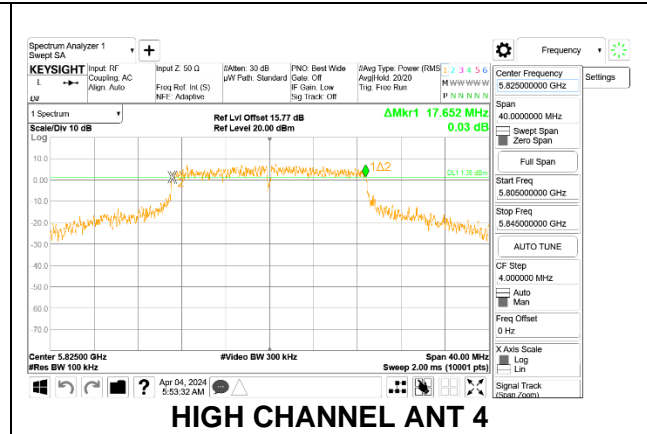 Spectrum Analyzer 1
Swept SA
+
Frequency
KEYSIGHT
Input: RF
Coupling: AC
Align: Auto
Input Z: 50 Ω
Freq Ref: Int (S)
NFE: Adaptive
#Atten: 30 dB
µW Path: Standard
PNO: Best Wide
Gate: Off
IF Gain: Low
Sig Track: Off
#Avg Type: Power (RMS
Avg|Hold: 20/20
Trig: Free Run
1 2 3 4 5 6
M W W W W W
P N N N N N
L
1 Spectrum
Scale/Div 10 dB
Log
Ref Lvl Offset 15.77 dB
Ref Level 20.00 dBm
ΔMkr1 17.652 MHz
0.03 dB
10.0
0.00
-10.0
-20.0
-30.0
-40.0
-50.0
-60.0
-70.0
1Δ2
Center 5.82500 GHz
#Res BW 100 kHz
#Video BW 300 kHz
Span 40.00 MHz
Sweep 2.00 ms (10001 pts)
Center Frequency
5.825000000 GHz
Settings
Span
40.0000000 MHz
Swept Span
Zero Span
Full Span
Start Freq
5.805000000 GHz
Stop Freq
5.845000000 GHz
AUTO TUNE
CF Step
4.000000 MHz
Auto
Man
Freq Offset
0 Hz
X Axis Scale
Log
Lin
Signal Track
(Span Zoom)
?
Apr 04, 2024
5:53:32 AM
HIGH CHANNEL ANT 4